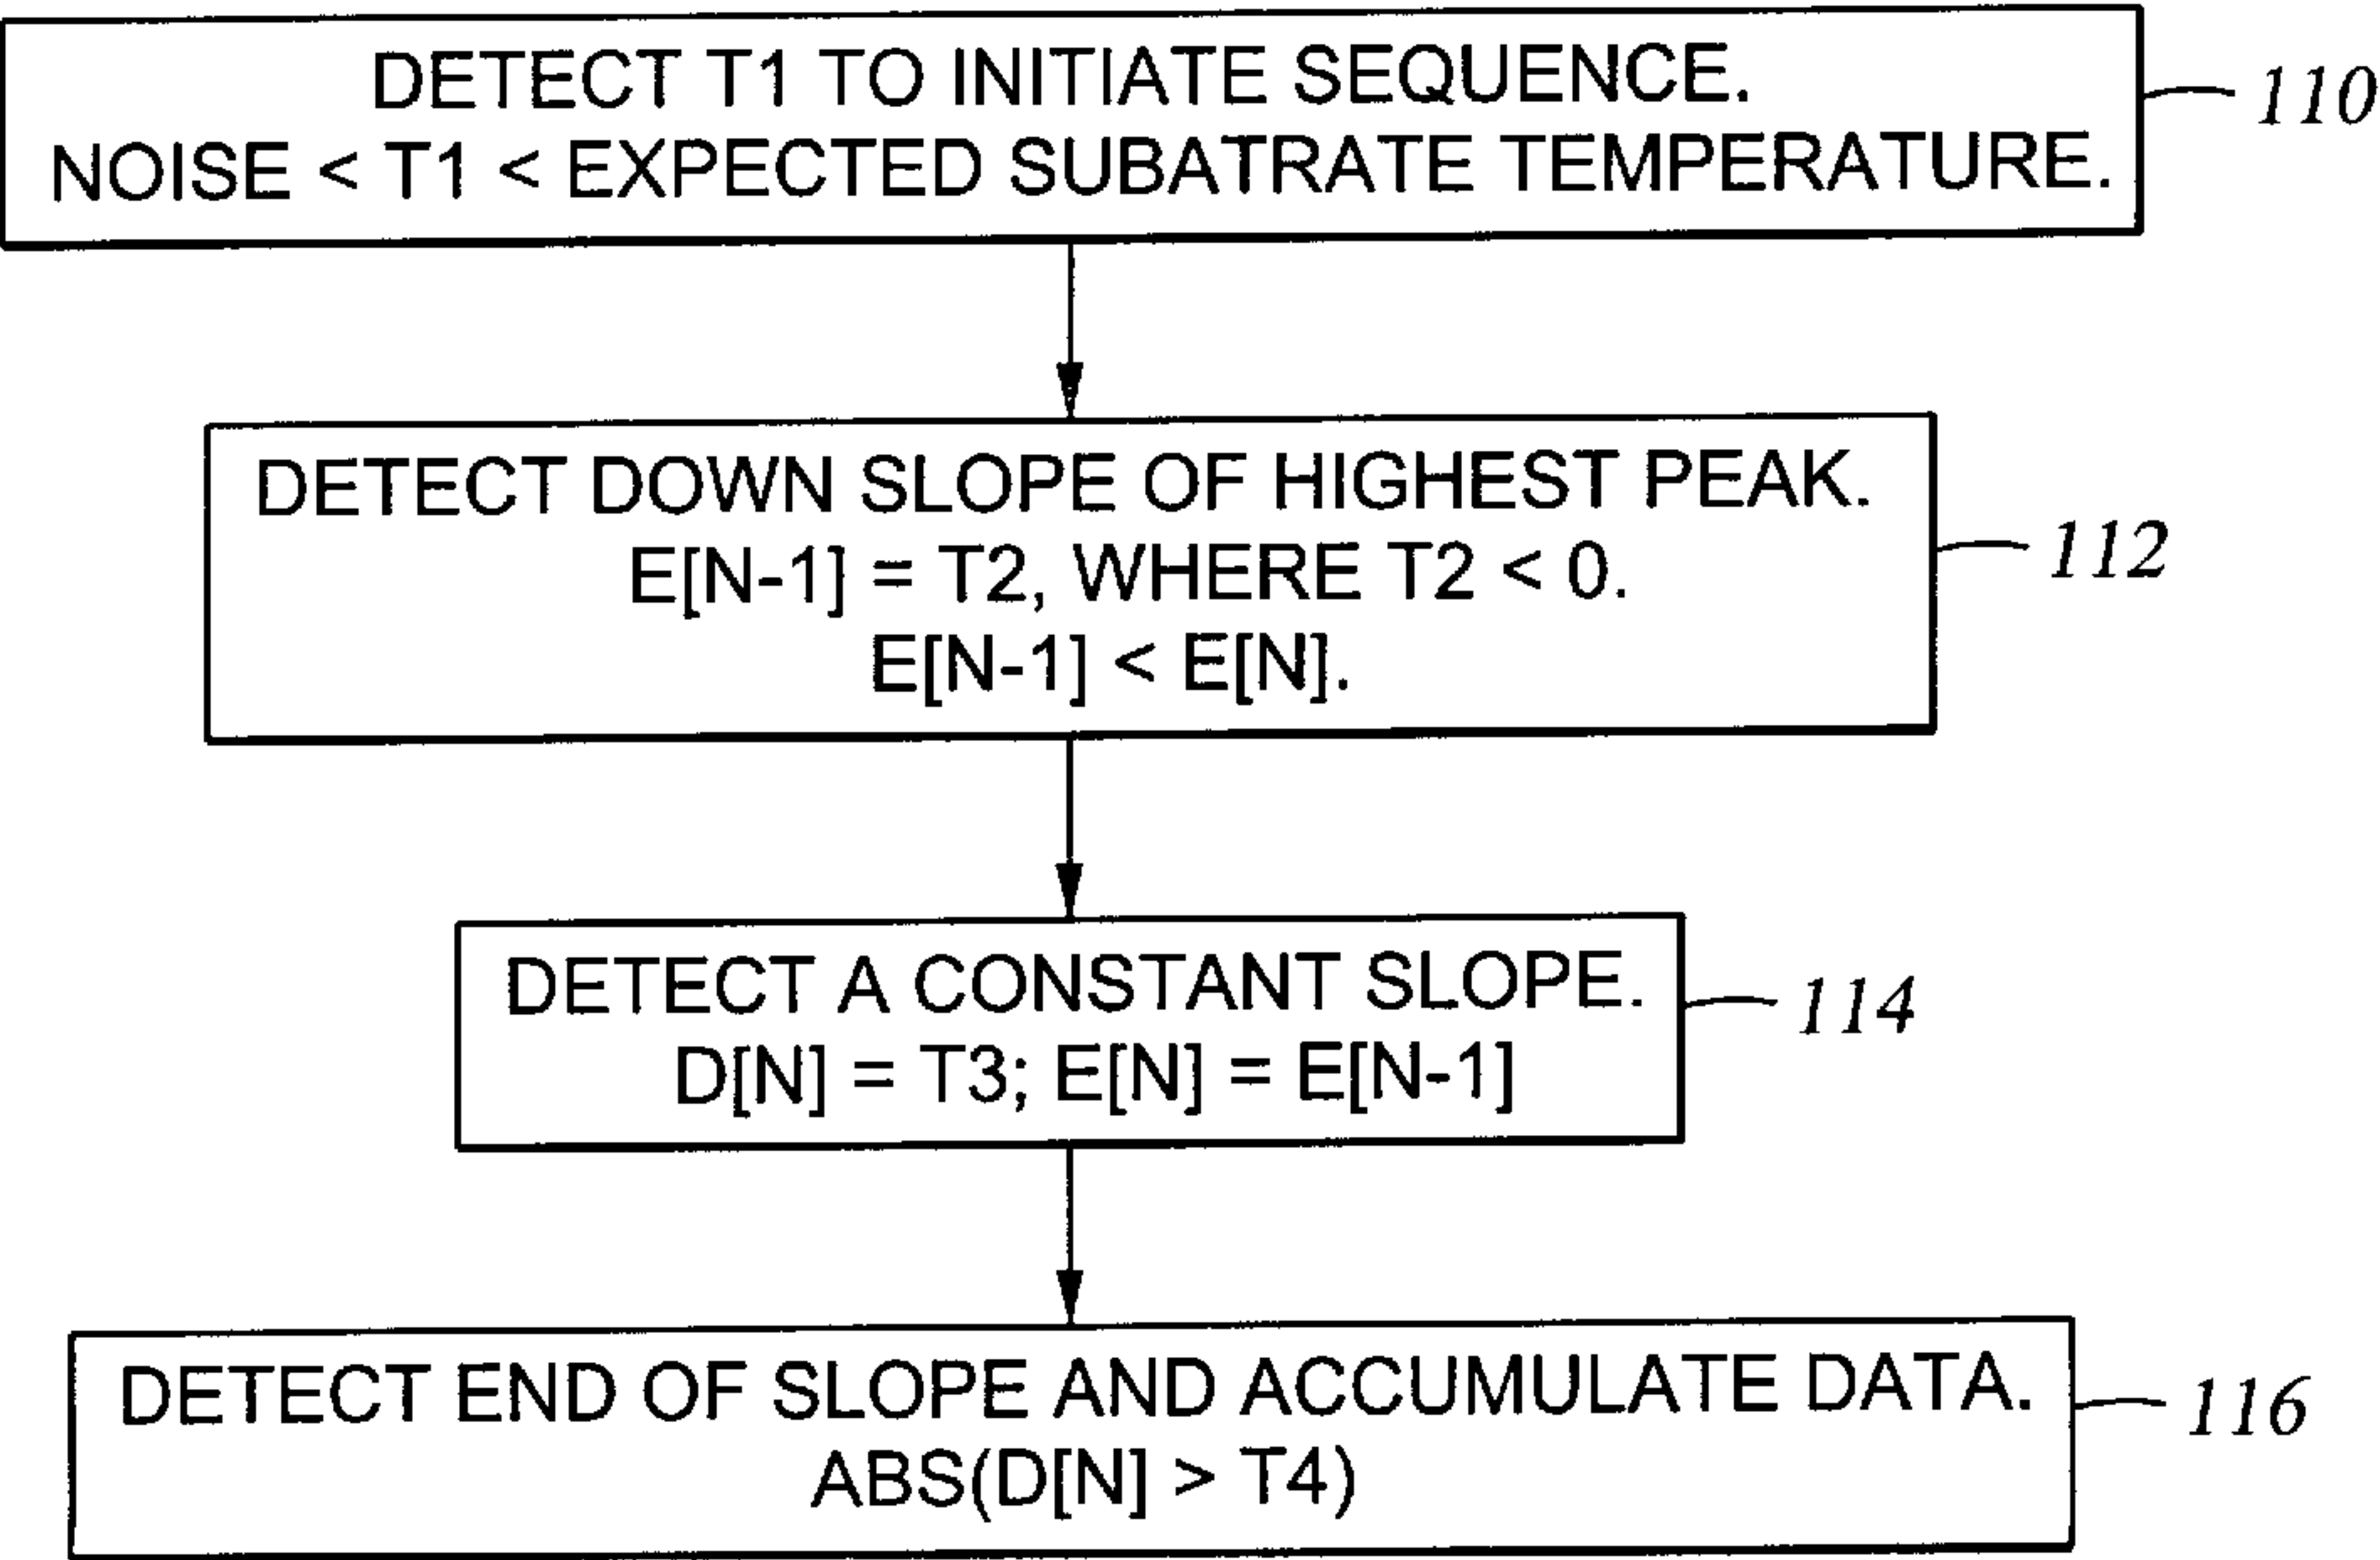 DETECT T1 TO INITIATE SEQUENCE.
NOISE < T1 < EXPECTED SUBATRATE TEMPERATURE.
110
DETECT DOWN SLOPE OF HIGHEST PEAK.
E[N-1] = T2, WHERE T2 < 0.
E[N-1] < E[N].
112
DETECT A CONSTANT SLOPE.
D[N] = T3; E[N] = E[N-1]
114
DETECT END OF SLOPE AND ACCUMULATE DATA.
ABS(D[N] > T4)
116